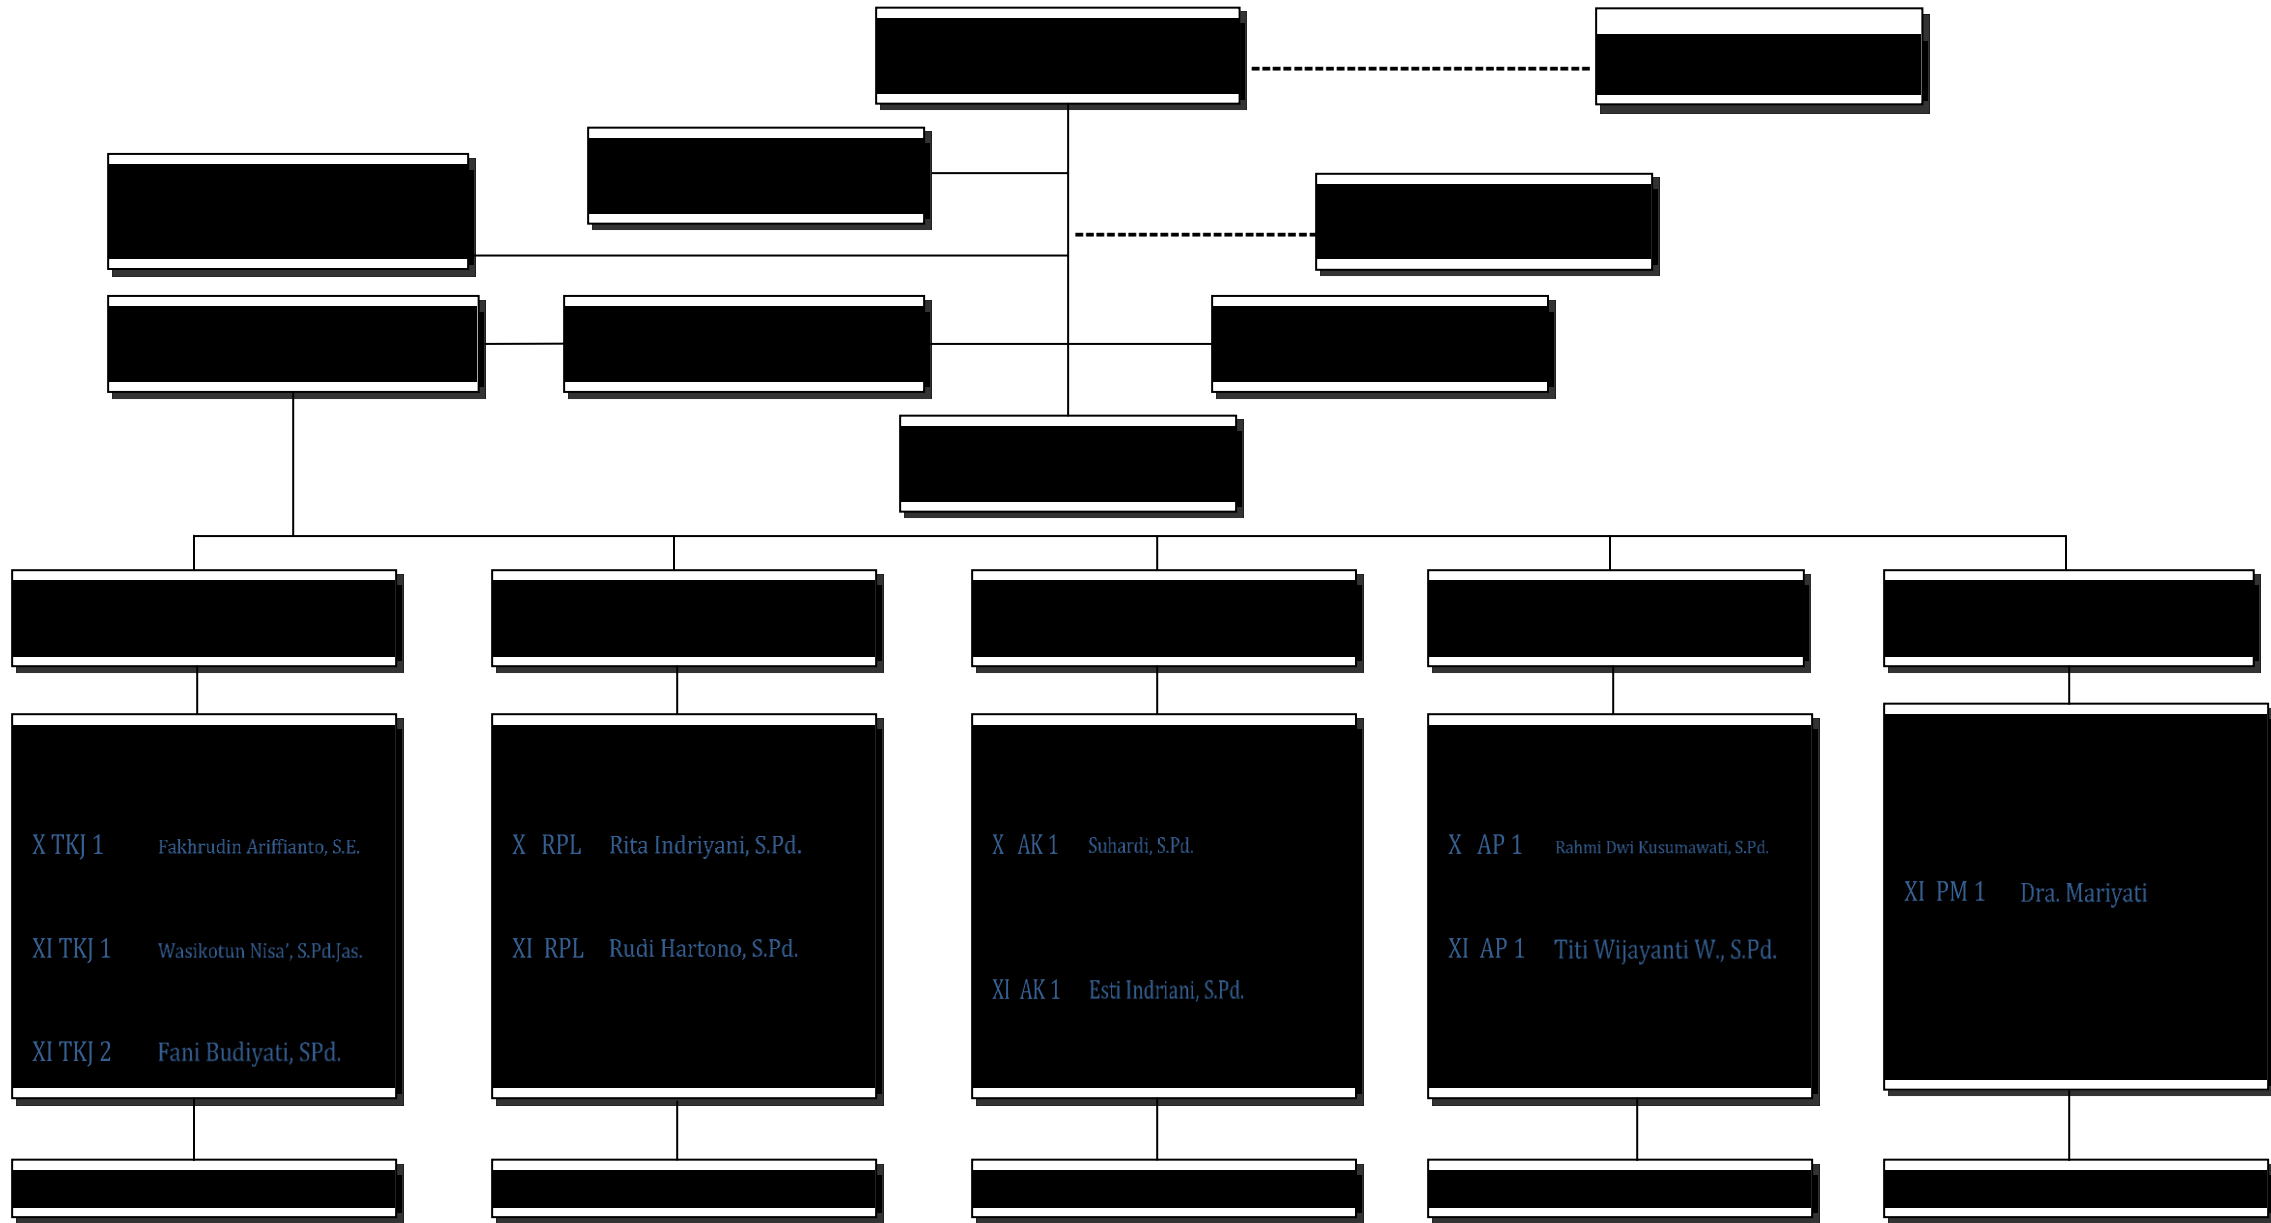 X TKJ 1 Fakhrudin Ariffianto, S.E.
XI TKJ 1 Wasikotun Nisa’, S.Pd.Jas.
XI TKJ 2 Fani Budiyati, SPd.
X RPL Rita Indriyani, S.Pd.
XI RPL Rudi Hartono, S.Pd.
X AK 1 Suhardi, S.Pd.
XI AK 1 Esti Indriani, S.Pd.
X AP 1 Rahmi Dwi Kusumawati, S.Pd.
XI AP 1 Titi Wijayanti W., S.Pd.
XI PM 1 Dra. Mariyati